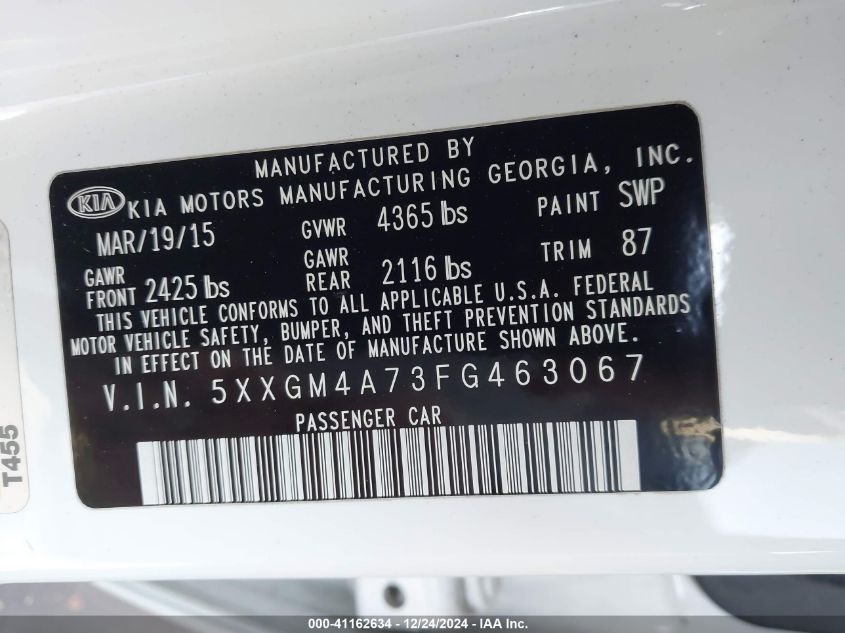 MANUFACTURED BY
KIA KIA MOTORS MANUFACTURING GEORGIA, INC.
MAR/19/15 GVWR 4365 lbs PAINT SWP
GAWR FRONT 2425 lbs GAWR REAR 2116 lbs TRIM 87
THIS VEHICLE CONFORMS TO ALL APPLICABLE U.S.A. FEDERAL
MOTOR VEHICLE SAFETY, BUMPER, AND THEFT PREVENTION STANDARDS
IN EFFECT ON THE DATE OF MANUFACTURE SHOWN ABOVE.
V.I.N. 5XXGM4A73FG463067
PASSENGER CAR
T455
000-41162634 - 12/24/2024 - IAA Inc.